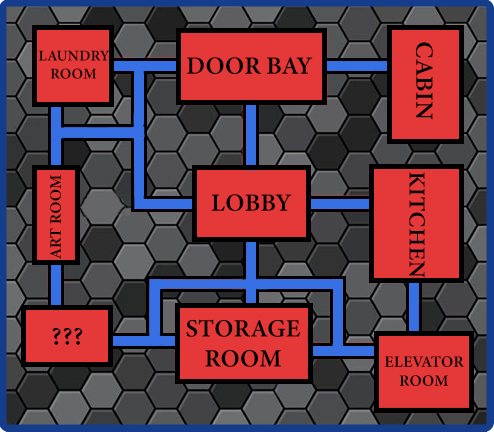 LAUNDRY
ROOM
DOOR BAY
CABIN
ART ROOM
LOBBY
KITCHEN
???
STORAGE
ROOM
ELEVATOR
ROOM